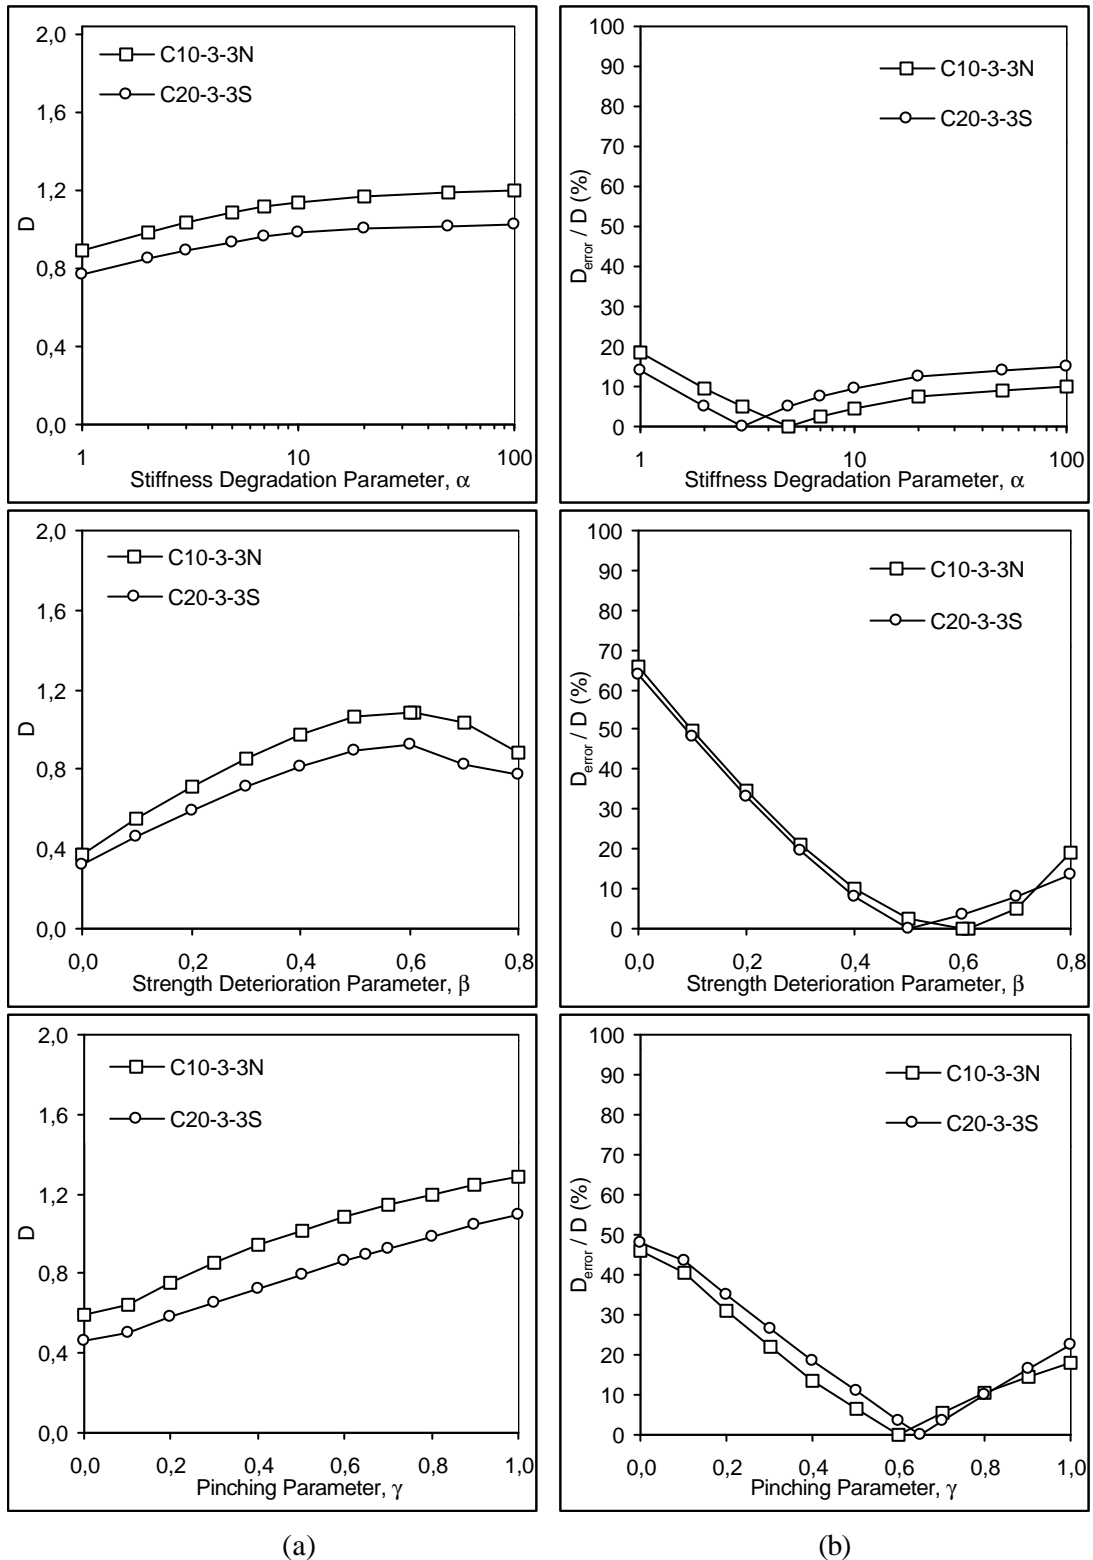 2,0
1,6
1,2
0,8
0,4
0,0
D
C10-3-3N
C20-3-3S
1 10 100
Stiffness Degradation Parameter, α
100
90
80
70
60
50
40
30
20
10
0
D_error / D (%)
C10-3-3N
C20-3-3S
1 10 100
Stiffness Degradation Parameter, α
2,0
1,6
1,2
0,8
0,4
0,0
D
C10-3-3N
C20-3-3S
0,0 0,2 0,4 0,6 0,8
Strength Deterioration Parameter, β
100
90
80
70
60
50
40
30
20
10
0
D_error / D (%)
C10-3-3N
C20-3-3S
0,0 0,2 0,4 0,6 0,8
Strength Deterioration Parameter, β
2,0
1,6
1,2
0,8
0,4
0,0
D
C10-3-3N
C20-3-3S
0,0 0,2 0,4 0,6 0,8 1,0
Pinching Parameter, γ
100
90
80
70
60
50
40
30
20
10
0
D_error / D (%)
C10-3-3N
C20-3-3S
0,0 0,2 0,4 0,6 0,8 1,0
Pinching Parameter, γ
(a) (b)